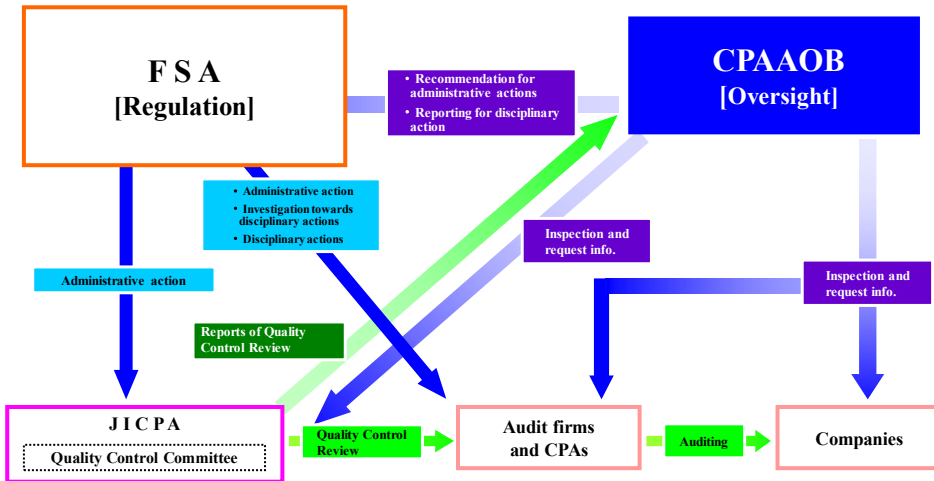 F S A
[Regulation]
• Recommendation for
administrative actions
• Reporting for disciplinary
action
CPAAOB
[Oversight]
• Administrative action
• Investigation towards
disciplinary actions
• Disciplinary actions
Inspection and
request info.
Administrative action
Inspection and
request info.
Reports of Quality
Control Review
J I C P A
Quality Control Committee
Quality Control
Review
Audit firms
and CPAs
Auditing
Companies